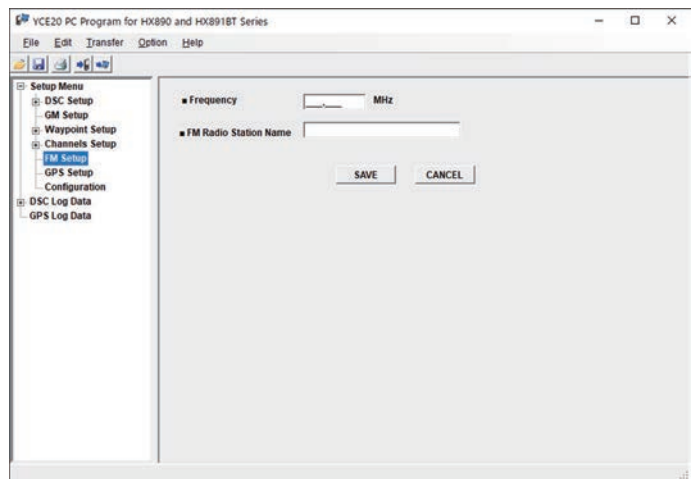 YCE20 PC Program for HX890 and HX891BT Series
File Edit Transfer Option Help
Setup Menu
DSC Setup
GM Setup
Waypoint Setup
Channels Setup
FM Setup
GPS Setup
Configuration
DSC Log Data
GPS Log Data
■ Frequency __.__ MHz
■ FM Radio Station Name
SAVE CANCEL